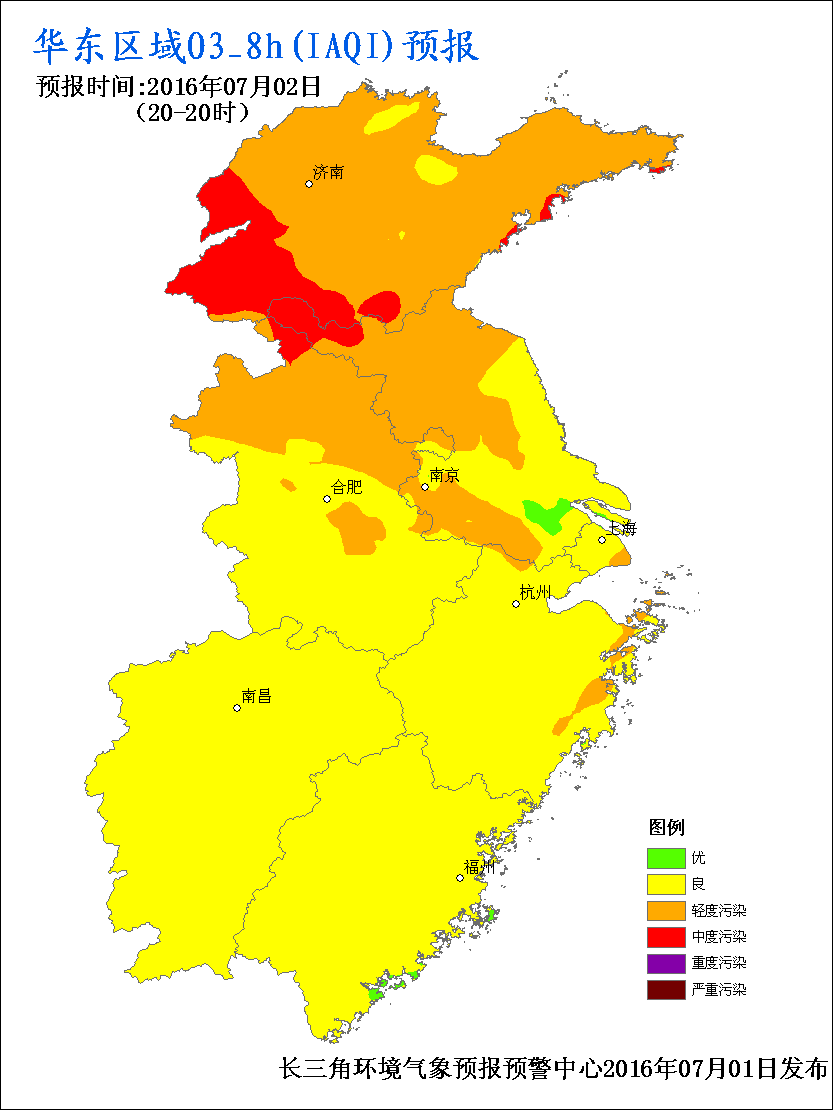 华东区域O3_8h(IAQI)预报
预报时间:2016年07月02日
(20-20时)
济南
南京
合肥
上海
杭州
南昌
福州
图例
优
良
轻度污染
中度污染
重度污染
严重污染
长三角环境气象预报预警中心2016年07月01日发布